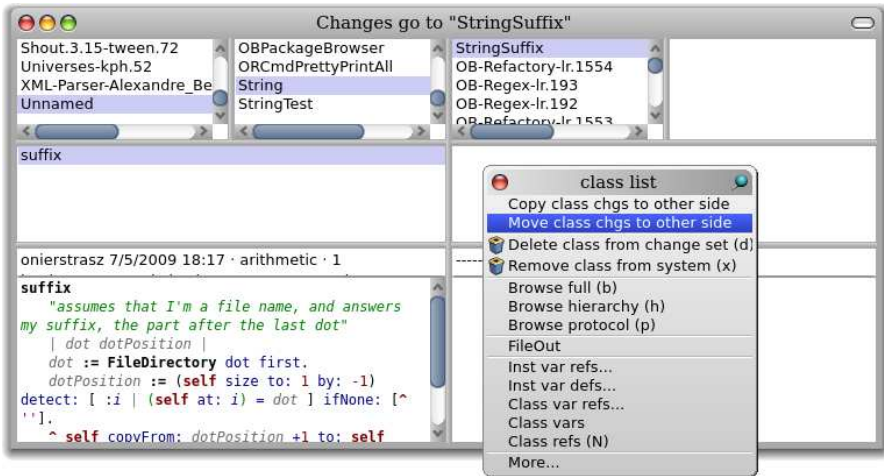 Changes go to "StringSuffix"
Shout.3.15-tween.72
Universes-kph.52
XML-Parser-Alexandre_Be
Unnamed
OBPackageBrowser
ORCmdPrettyPrintAll
String
StringTest
StringSuffix
OB-Refactory-lr.1554
OB-Regex-lr.193
OB-Regex-lr.192
OB-Refactory-lr.1553
suffix
onierstrasz 7/5/2009 18:17 · arithmetic · 1
suffix
"assumes that I'm a file name, and answers
my suffix, the part after the last dot"
| dot dotPosition |
dot := FileDirectory dot first.
dotPosition := (self size to: 1 by: -1)
detect: [ :i | (self at: i) = dot ] ifNone: [^
''].
^ self copyFrom: dotPosition +1 to: self
class list
Copy class chgs to other side
Move class chgs to other side
Delete class from change set (d)
Remove class from system (x)
Browse full (b)
Browse hierarchy (h)
Browse protocol (p)
FileOut
Inst var refs...
Inst var defs...
Class var refs...
Class vars
Class refs (N)
More...